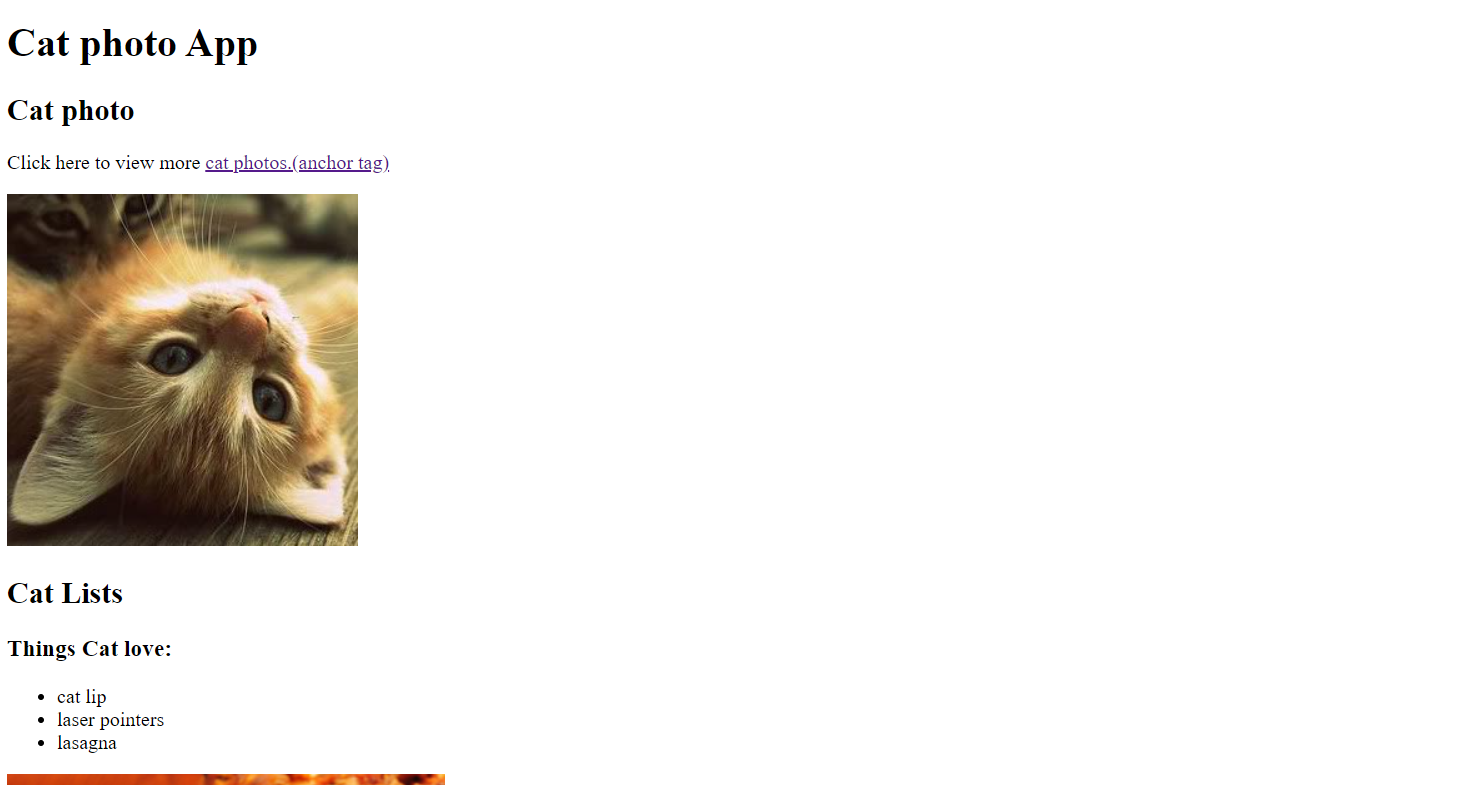 Cat photo App
Cat photo
Click here to view more cat photos.(anchor tag)
Cat Lists
Things Cat love:
cat lip
laser pointers
lasagna